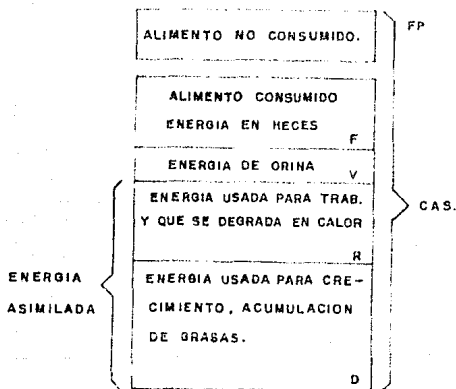 FP
ALIMENTO NO CONSUMIDO.
ALIMENTO CONSUMIDO
ENERGIA EN HECES
F
ENERGIA DE ORINA
V
ENERGIA USADA PARA TRAB.
Y QUE SE DEGRADA EN CALOR
R
CAS.
ENERGIA
ASIMILADA
ENERGIA USADA PARA CRE-
CIMIENTO, ACUMULACION
DE GRASAS.
D